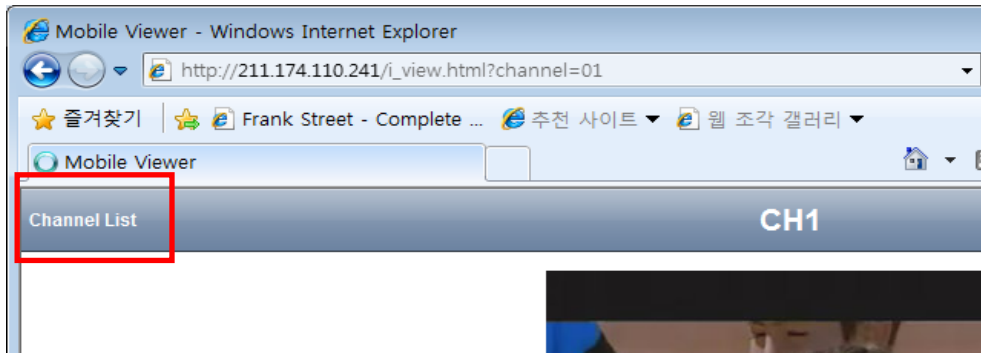 Mobile Viewer - Windows Internet Explorer
http://211.174.110.241/i_view.html?channel=01
즐겨찾기 Frank Street - Complete ... 추천 사이트 웹 조각 갤러리
Mobile Viewer
Channel List CH1